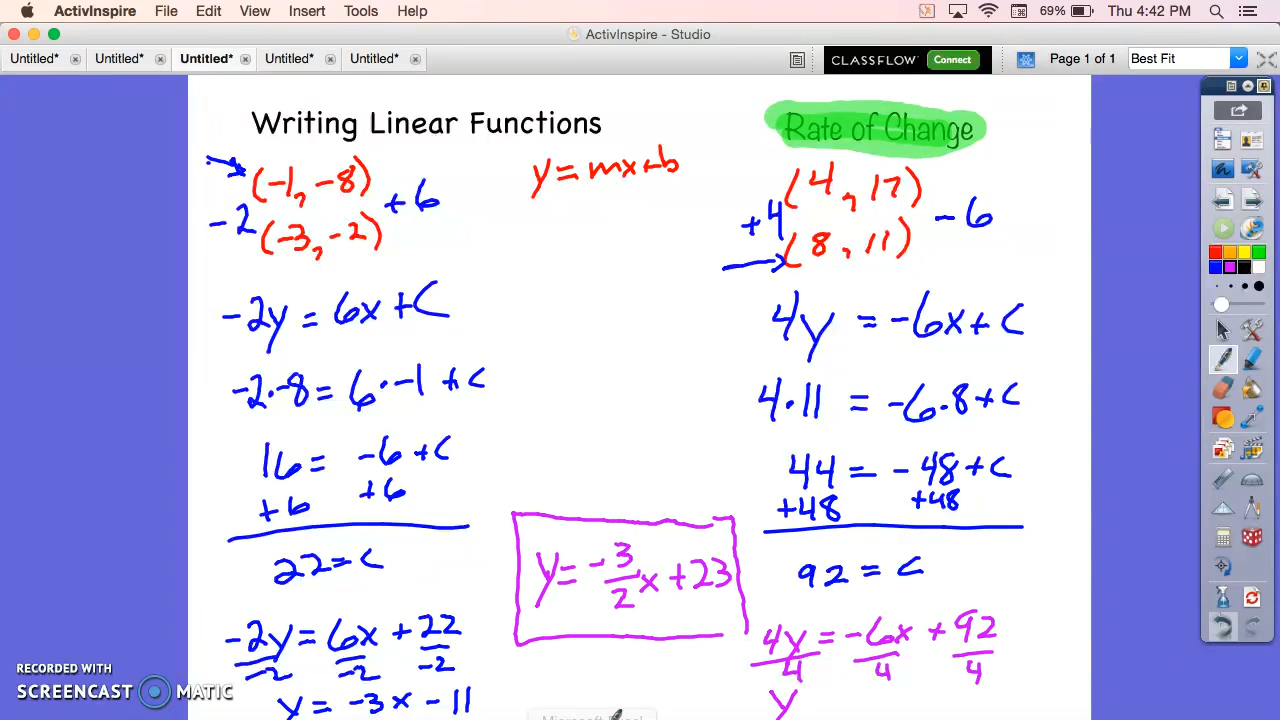 ActivInspire File Edit View Insert Tools Help 69% Thu 4:42 PM
ActivInspire - Studio
Untitled* Untitled* Untitled* Untitled* Untitled* CLASSFLOW Connect Page 1 of 1 Best Fit
Writing Linear Functions
y = mx+b
(-1, -8)
-2 +6
(-3, -2)
-2y = 6x + C
-2·-8 = 6·-1 + C
16 = -6 + C
+6 +6
22 = C
-2y = 6x + 22
-2 -2 -2
y = -3x - 11
y = -3/2 x + 23
Rate of Change
(4, 17)
+4 -6
(8, 11)
4y = -6x + C
4·11 = -6·8 + C
44 = -48 + C
+48 +48
92 = C
4y = -6x + 92
4 4 4
y
RECORDED WITH
SCREENCAST MATIC
Microsoft Excel